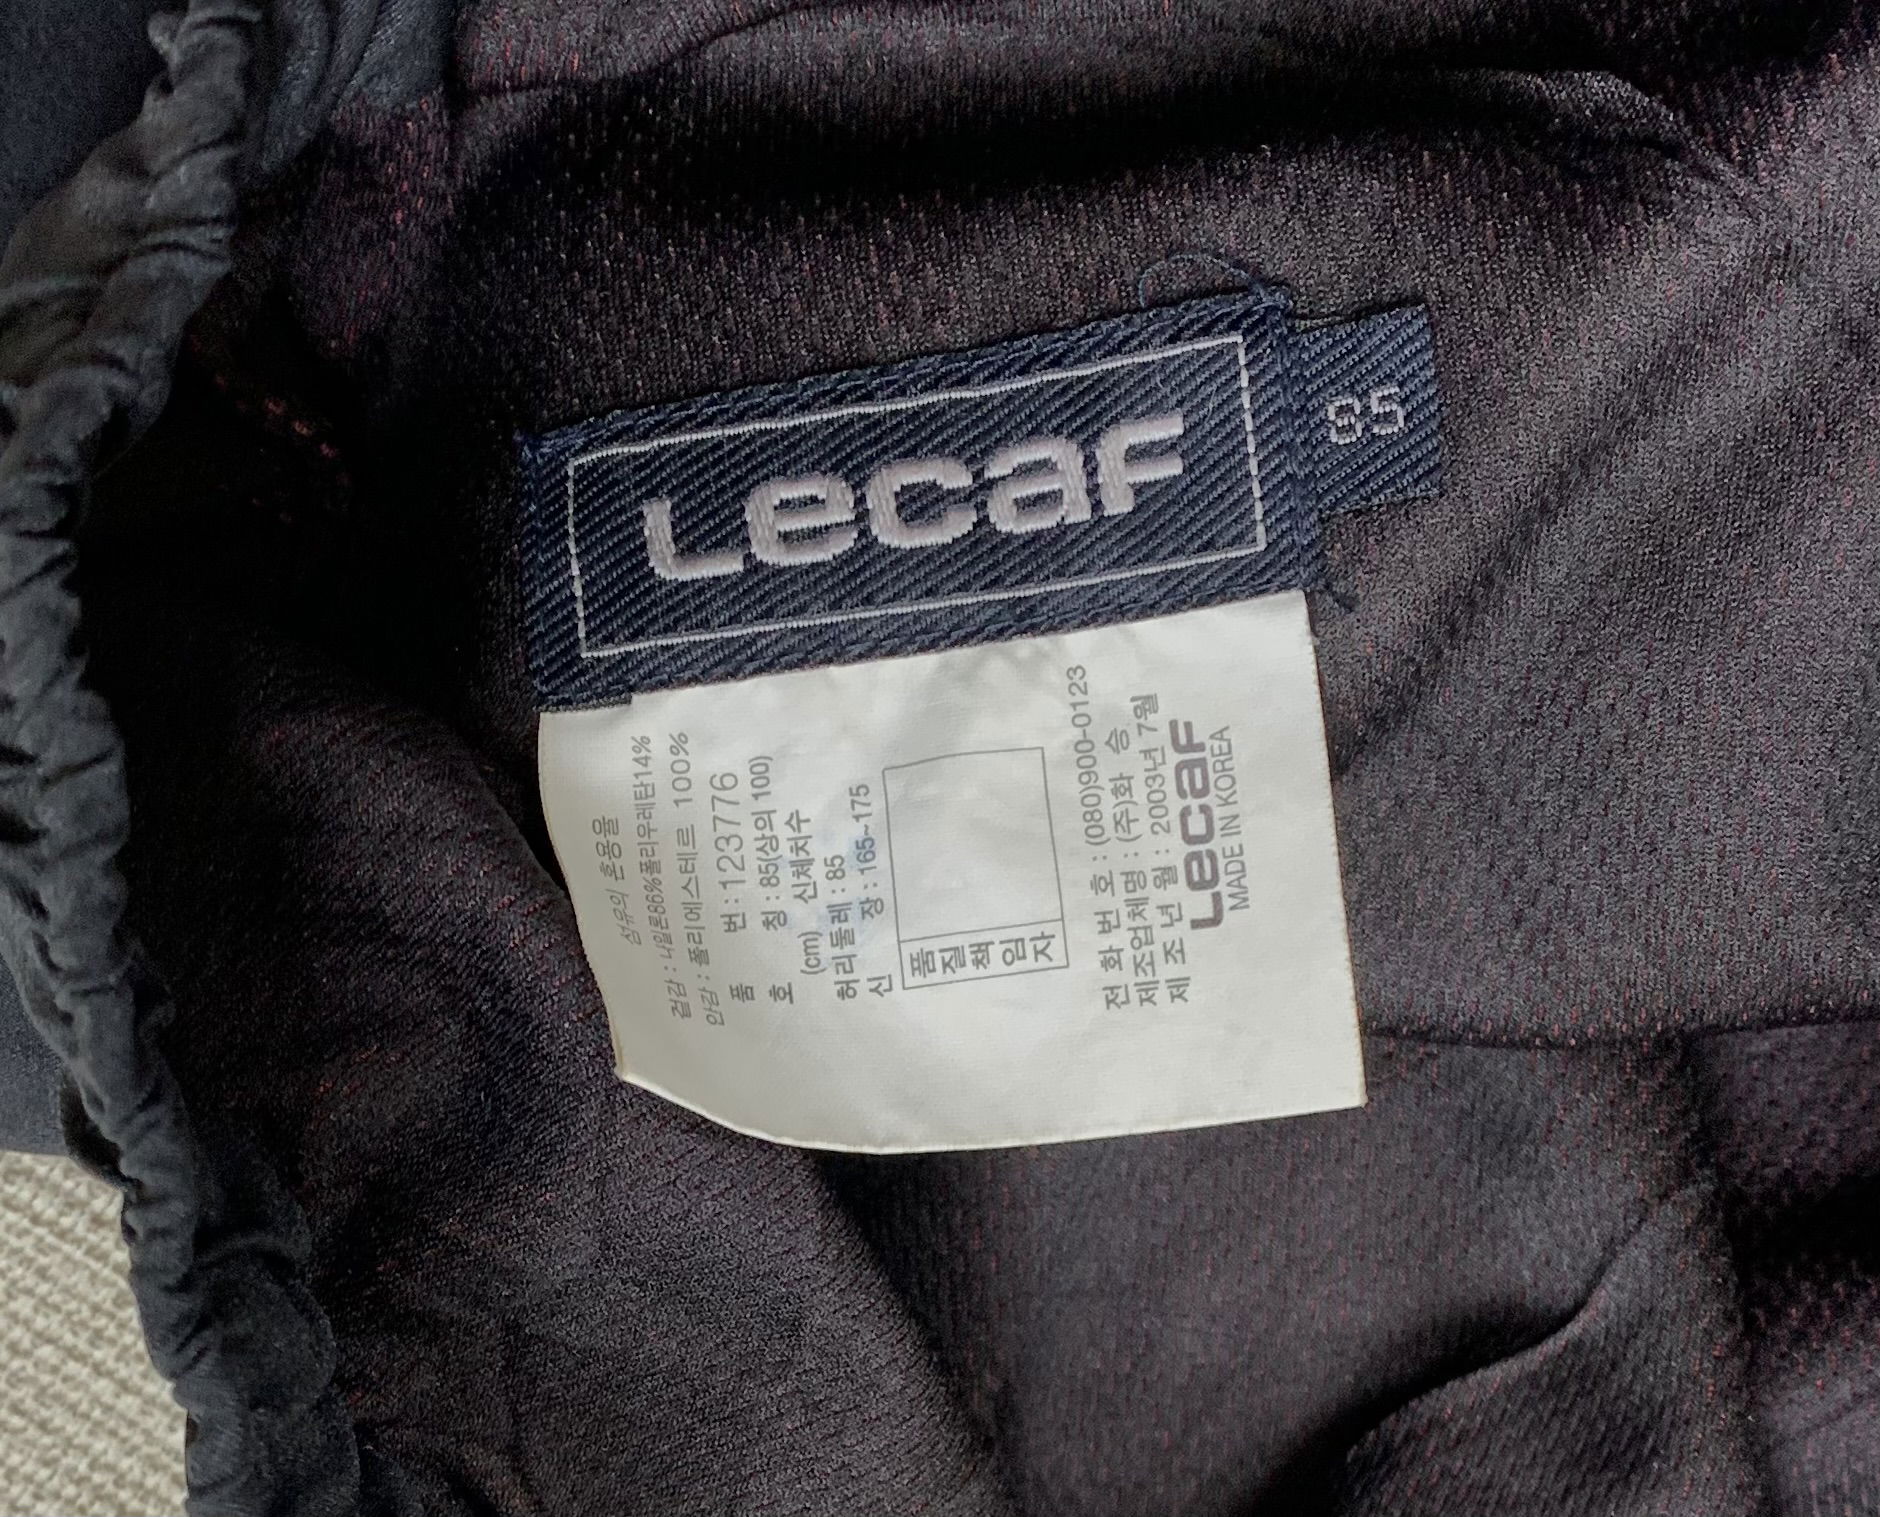 Lecaf
85
섬유의 혼용율
겉감 : 나일론86%폴리우레탄14%
안감 : 폴리에스테르 100%
품 번 : 123776
호 칭 : 85(상의 100)
(cm) 신체치수
허리둘레 : 85
신 장 : 165~175
품질책임자
전 화 번 호 : (080)900-0123
제조업체명 : (주)화 승
제 조 년 월 : 2003년 7월
Lecaf
MADE IN KOREA